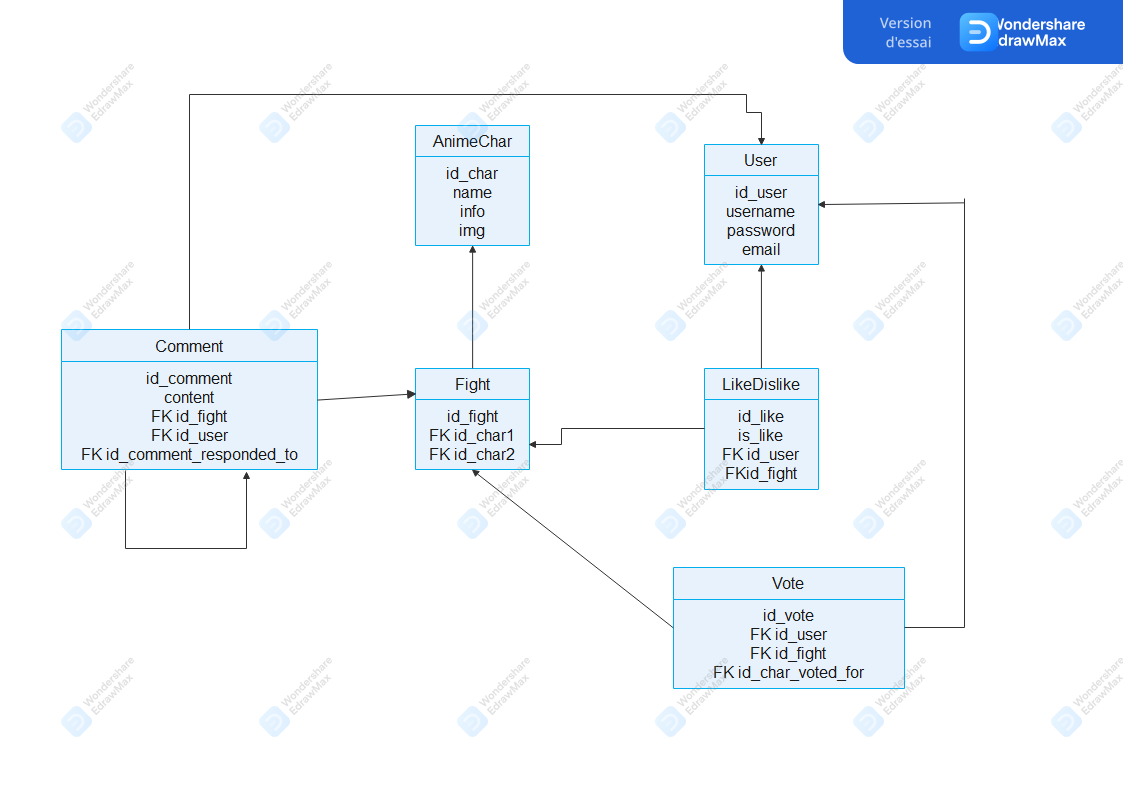 Version
d'essai
Wondershare
EdrawMax
AnimeChar
id_char
name
info
img
User
id_user
username
password
email
Comment
id_comment
content
FK id_fight
FK id_user
FK id_comment_responded_to
Fight
id_fight
FK id_char1
FK id_char2
LikeDislike
id_like
is_like
FK id_user
FKid_fight
Vote
id_vote
FK id_user
FK id_fight
FK id_char_voted_for